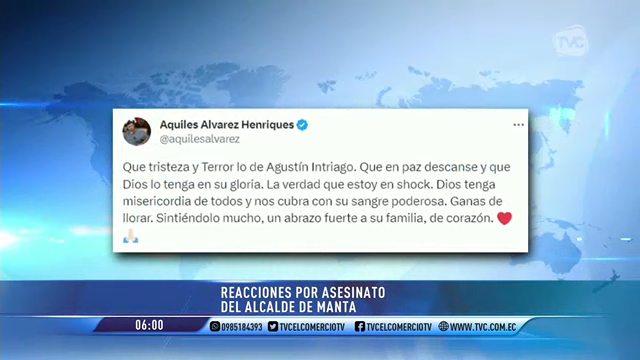 TVC
Aquiles Alvarez Henriques
@aquilesalvarez
Que tristeza y Terror lo de Agustín Intriago. Que en paz descanse y que
Dios lo tenga en su gloria. La verdad que estoy en shock. Dios tenga
misericordia de todos y nos cubra con su sangre poderosa. Ganas de
llorar. Sintiéndolo mucho, un abrazo fuerte a su familia, de corazón. ❤️
🙏🏻
REACCIONES POR ASESINATO
DEL ALCALDE DE MANTA
06:00 0985184393 TVCELCOMERCIOTV TVCELCOMERCIOTV WWW.TVC.COM.EC